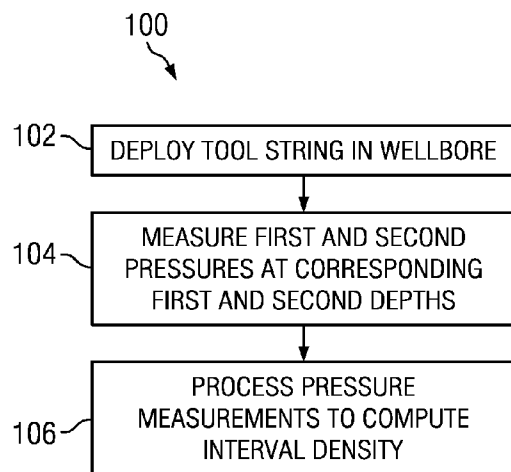 100
102
DEPLOY TOOL STRING IN WELLBORE
104
MEASURE FIRST AND SECOND
PRESSURES AT CORRESPONDING
FIRST AND SECOND DEPTHS
106
PROCESS PRESSURE
MEASUREMENTS TO COMPUTE
INTERVAL DENSITY